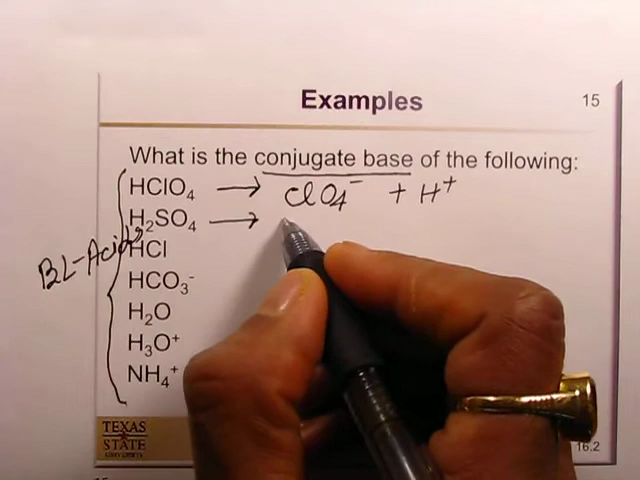 Examples 15
What is the conjugate base of the following:
HClO₄ → ClO₄⁻ + H⁺
H₂SO₄ →
HCl
BL-Acids
HCO₃⁻
H₂O
H₃O⁺
NH₄⁺
TEXAS
STATE
UNIVERSITY
16.2